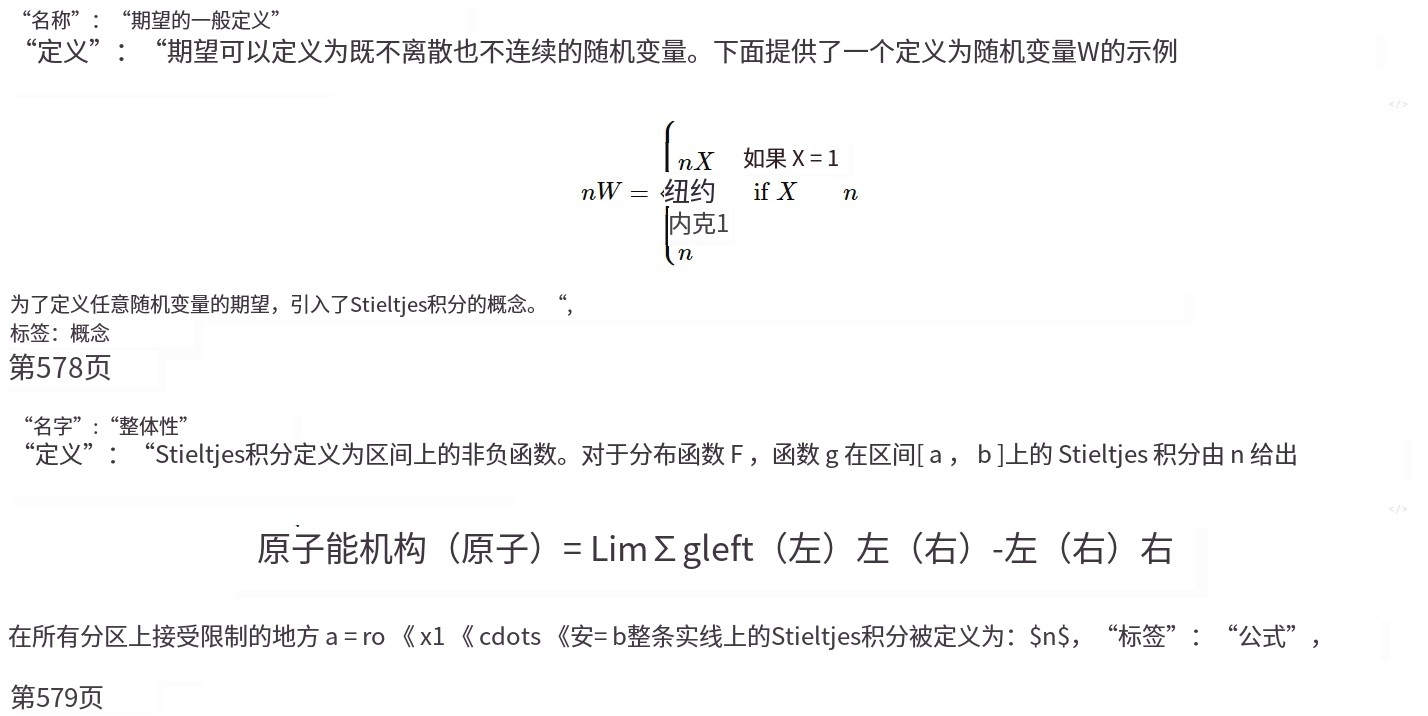 “名称”：“期望的一般定义”
“定义”：“期望可以定义为既不离散也不连续的随机变量。下面提供了一个定义为随机变量W的示例
</>
nX 如果 X = 1
nW = 纽约 if X n
内克1
n
为了定义任意随机变量的期望，引入了Stieltjes积分的概念。“，
标签：概念
第578页
“名字”:“整体性”
“定义”：“Stieltjes积分定义为区间上的非负函数。对于分布函数 F ，函数 g 在区间[ a ， b ]上的 Stieltjes 积分由 n 给出
</>
原子能机构（原子）= Lim Σ gleft（左）左（右）-左（右）右
在所有分区上接受限制的地方 a = ro 《 x1 《 cdots 《安= b整条实线上的Stieltjes积分被定义为：$n$，“标签”：“公式”，
第579页